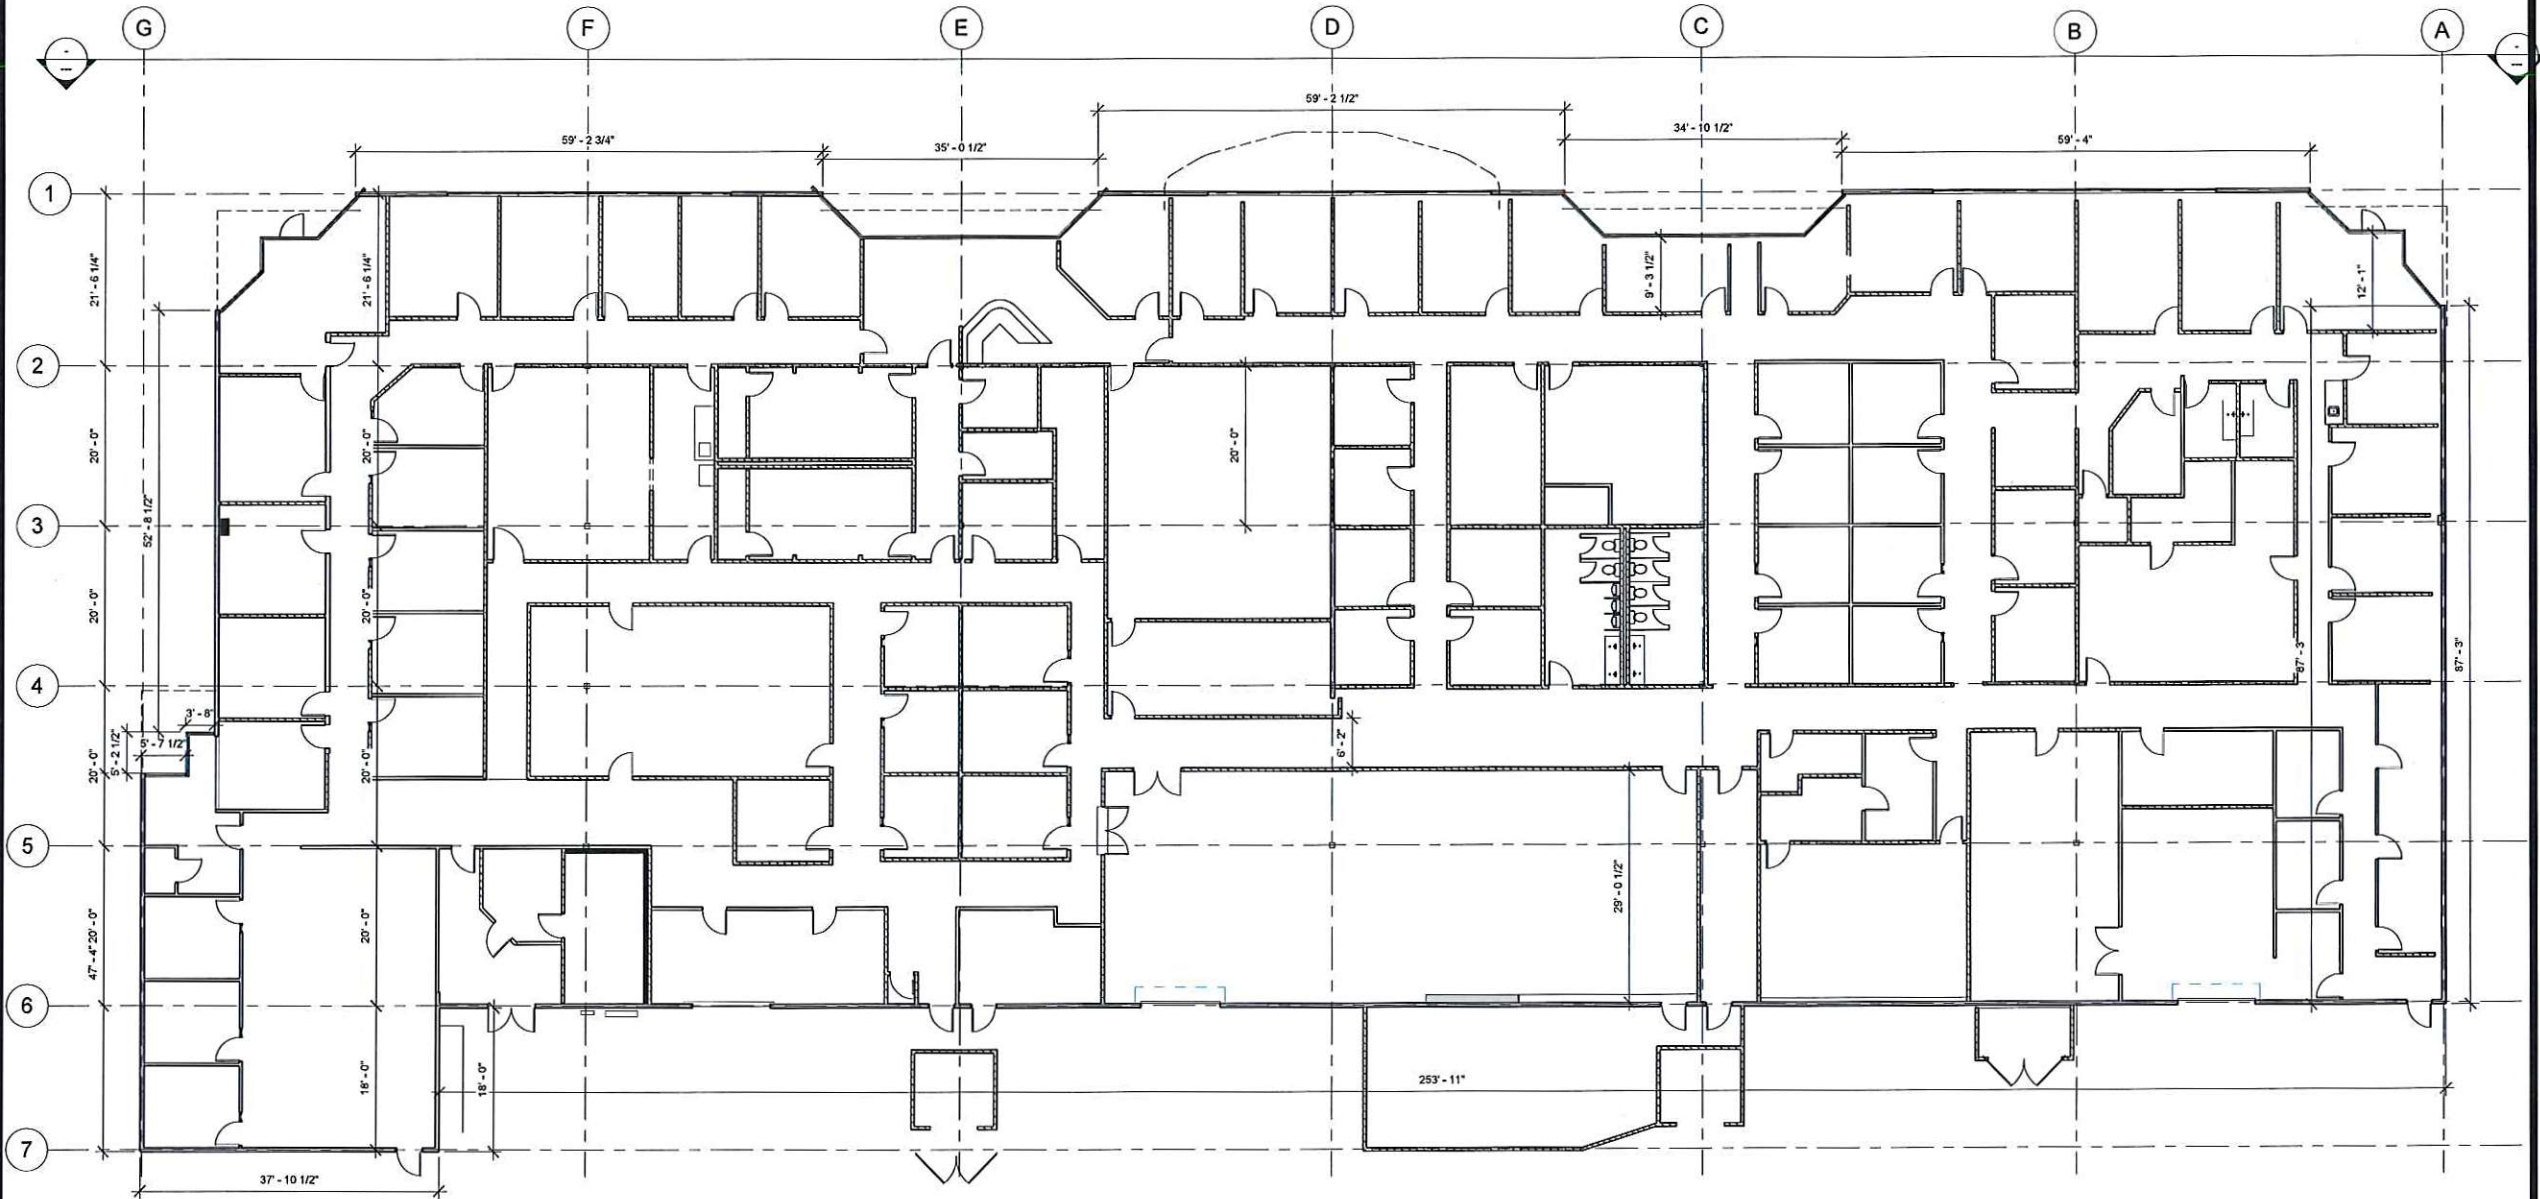 G F E D C B A
59' - 2 1/2"
34' - 10 1/2"
59' - 2 3/4"
35' - 0 1/2"
59' - 4"
1
21' - 6 1/4"
21' - 6 1/4"
9' - 3 1/2"
12' - 1"
2
20' - 0"
20' - 0"
20' - 0"
52' - 8 1/2"
3
20' - 0"
20' - 0"
87' - 3"
87' - 3"
4
3' - 8"
5' - 7 1/2"
5' - 2 1/2"
20' - 0"
20' - 0"
6' - 2"
5
29' - 0 1/2"
20' - 0"
20' - 0"
47' - 4"
6
18' - 0"
18' - 0"
253' - 11"
7
37' - 10 1/2"